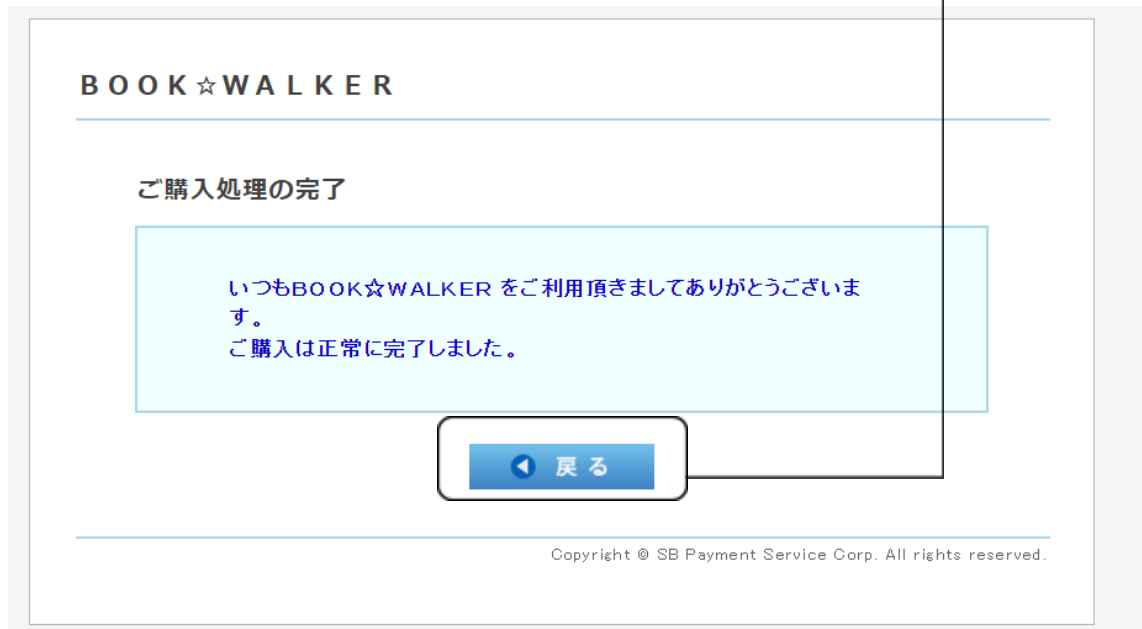 BOOK☆WALKER
ご購入処理の完了
いつもBOOK☆WALKER をご利用頂きましてありがとうございま
す。
ご購入は正常に完了しました。
戻る
Copyright © SB Payment Service Corp. All rights reserved.